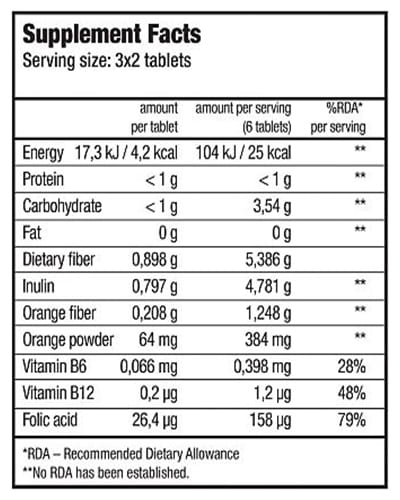 Supplement Facts
Serving size: 3x2 tablets
amount per tablet amount per serving (6 tablets) %RDA* per serving
Energy 17,3 kJ / 4,2 kcal 104 kJ / 25 kcal **
Protein < 1 g < 1 g **
Carbohydrate < 1 g 3,54 g **
Fat 0 g 0 g **
Dietary fiber 0,898 g 5,386 g
Inulin 0,797 g 4,781 g **
Orange fiber 0,208 g 1,248 g **
Orange powder 64 mg 384 mg **
Vitamin B6 0,066 mg 0,398 mg 28%
Vitamin B12 0,2 µg 1,2 µg 48%
Folic acid 26,4 µg 158 µg 79%
*RDA – Recommended Dietary Allowance
**No RDA has been established.